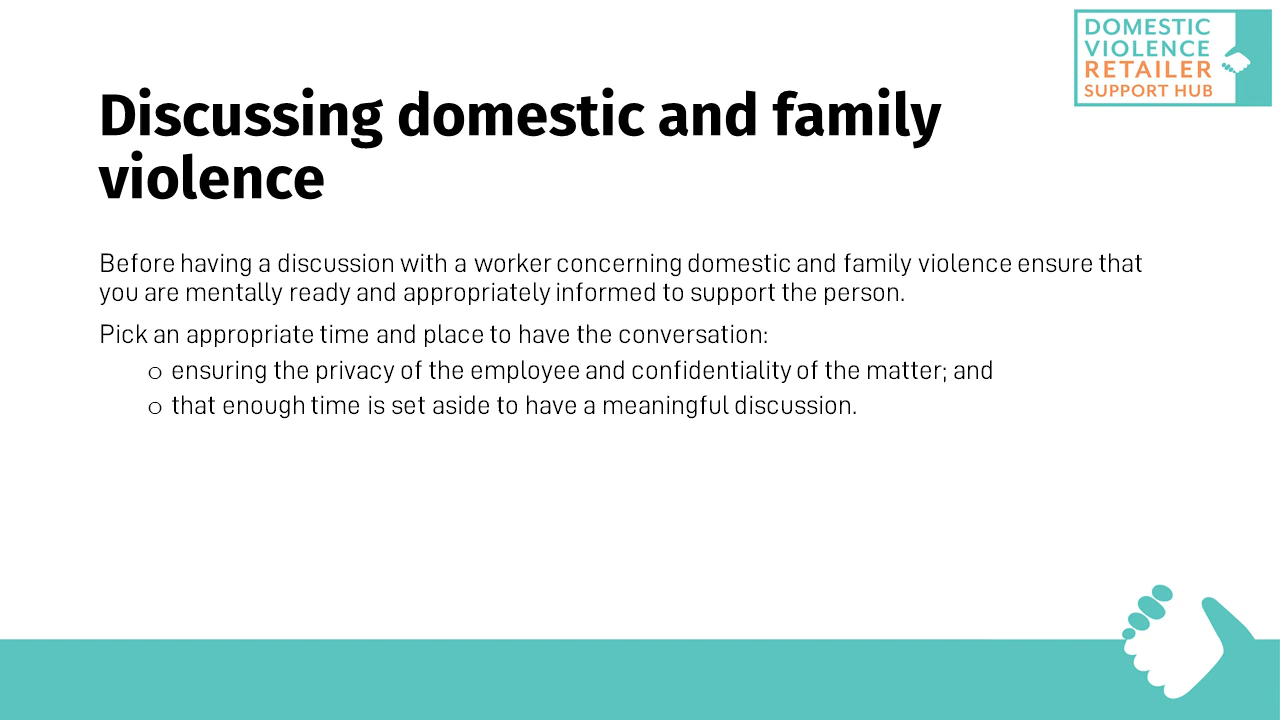 DOMESTIC
VIOLENCE
RETAILER
SUPPORT HUB
Discussing domestic and family
violence
Before having a discussion with a worker concerning domestic and family violence ensure that
you are mentally ready and appropriately informed to support the person.
Pick an appropriate time and place to have the conversation:
o ensuring the privacy of the employee and confidentiality of the matter; and
o that enough time is set aside to have a meaningful discussion.